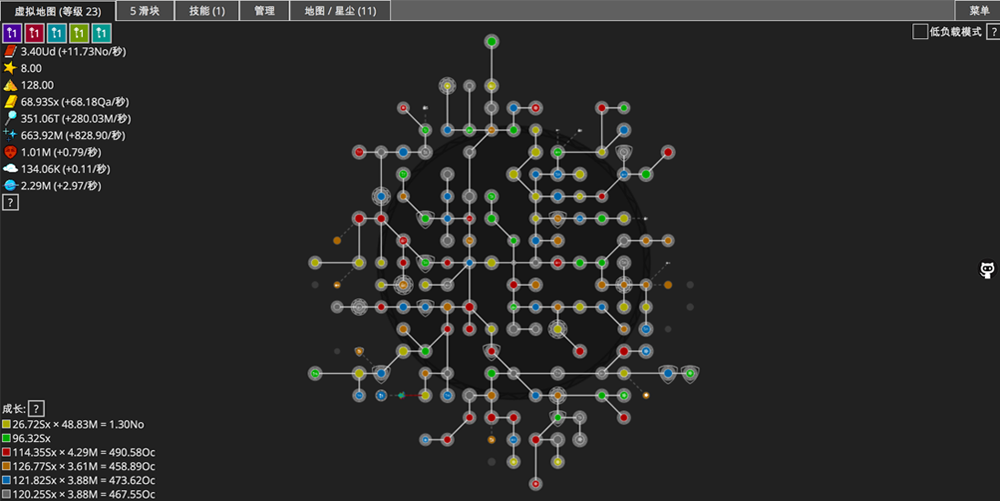 虚拟地图 (等级 23)
5 滑块
技能 (1)
管理
地图 / 星尘 (11)
菜单
1 1 1 1 1
低负载模式 ?
3.40Ud (+11.73No/秒)
8.00
128.00
68.93Sx (+68.18Qa/秒)
351.06T (+280.03M/秒)
663.92M (+828.90/秒)
1.01M (+0.79/秒)
134.06K (+0.11/秒)
2.29M (+2.97/秒)
?
成长: ?
26.72Sx × 48.83M = 1.30No
96.32Sx
114.35Sx × 4.29M = 490.58Oc
126.77Sx × 3.61M = 458.89Oc
121.82Sx × 3.88M = 473.62Oc
120.25Sx × 3.88M = 467.55Oc